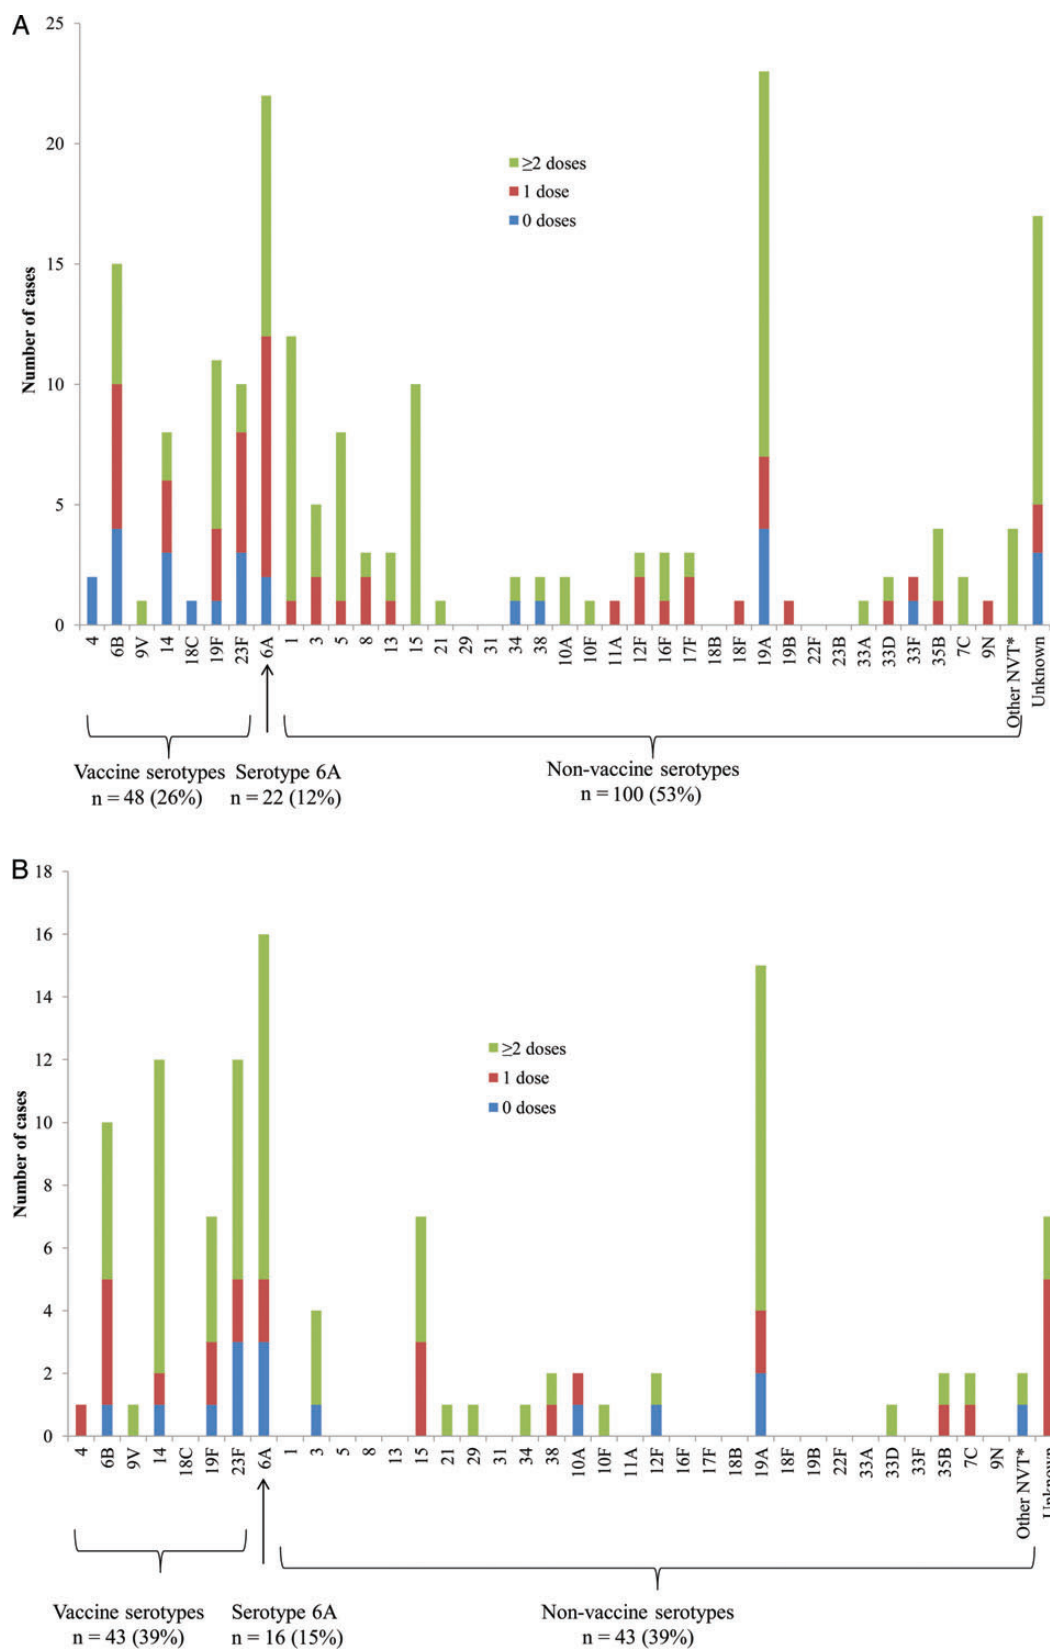 A
25
20
15
10
5
0
Number of cases
≥2 doses
1 dose
0 doses
4 6B 9V 14 18C 19F 23F 6A 1 3 5 8 13 15 21 29 31 34 38 10A 10F 11A 12F 16F 17F 18B 18F 19A 19B 22F 23B 33A 33D 33F 35B 7C 9N Other NVT* Unknown
Vaccine serotypes Serotype 6A Non-vaccine serotypes
n = 48 (26%) n = 22 (12%) n = 100 (53%)
B
18
16
14
12
10
8
6
4
2
0
Number of cases
≥2 doses
1 dose
0 doses
4 6B 9V 14 18C 19F 23F 6A 1 3 5 8 13 15 21 29 31 34 38 10A 10F 11A 12F 16F 17F 18B 19A 18F 19B 22F 33A 33D 33F 35B 7C 9N Other NVT* Unknown
Vaccine serotypes Serotype 6A Non-vaccine serotypes
n = 43 (39%) n = 16 (15%) n = 43 (39%)